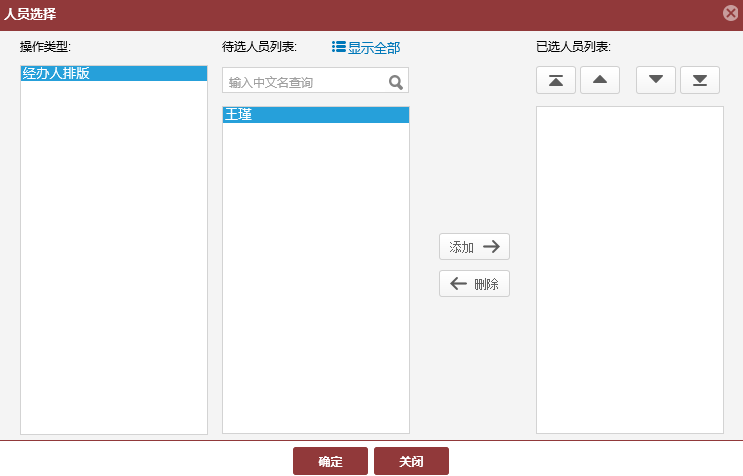 人员选择
操作类型:
待选人员列表:
显示全部
已选人员列表:
经办人排版
输入中文名查询
王瑾
添加
删除
确定
关闭